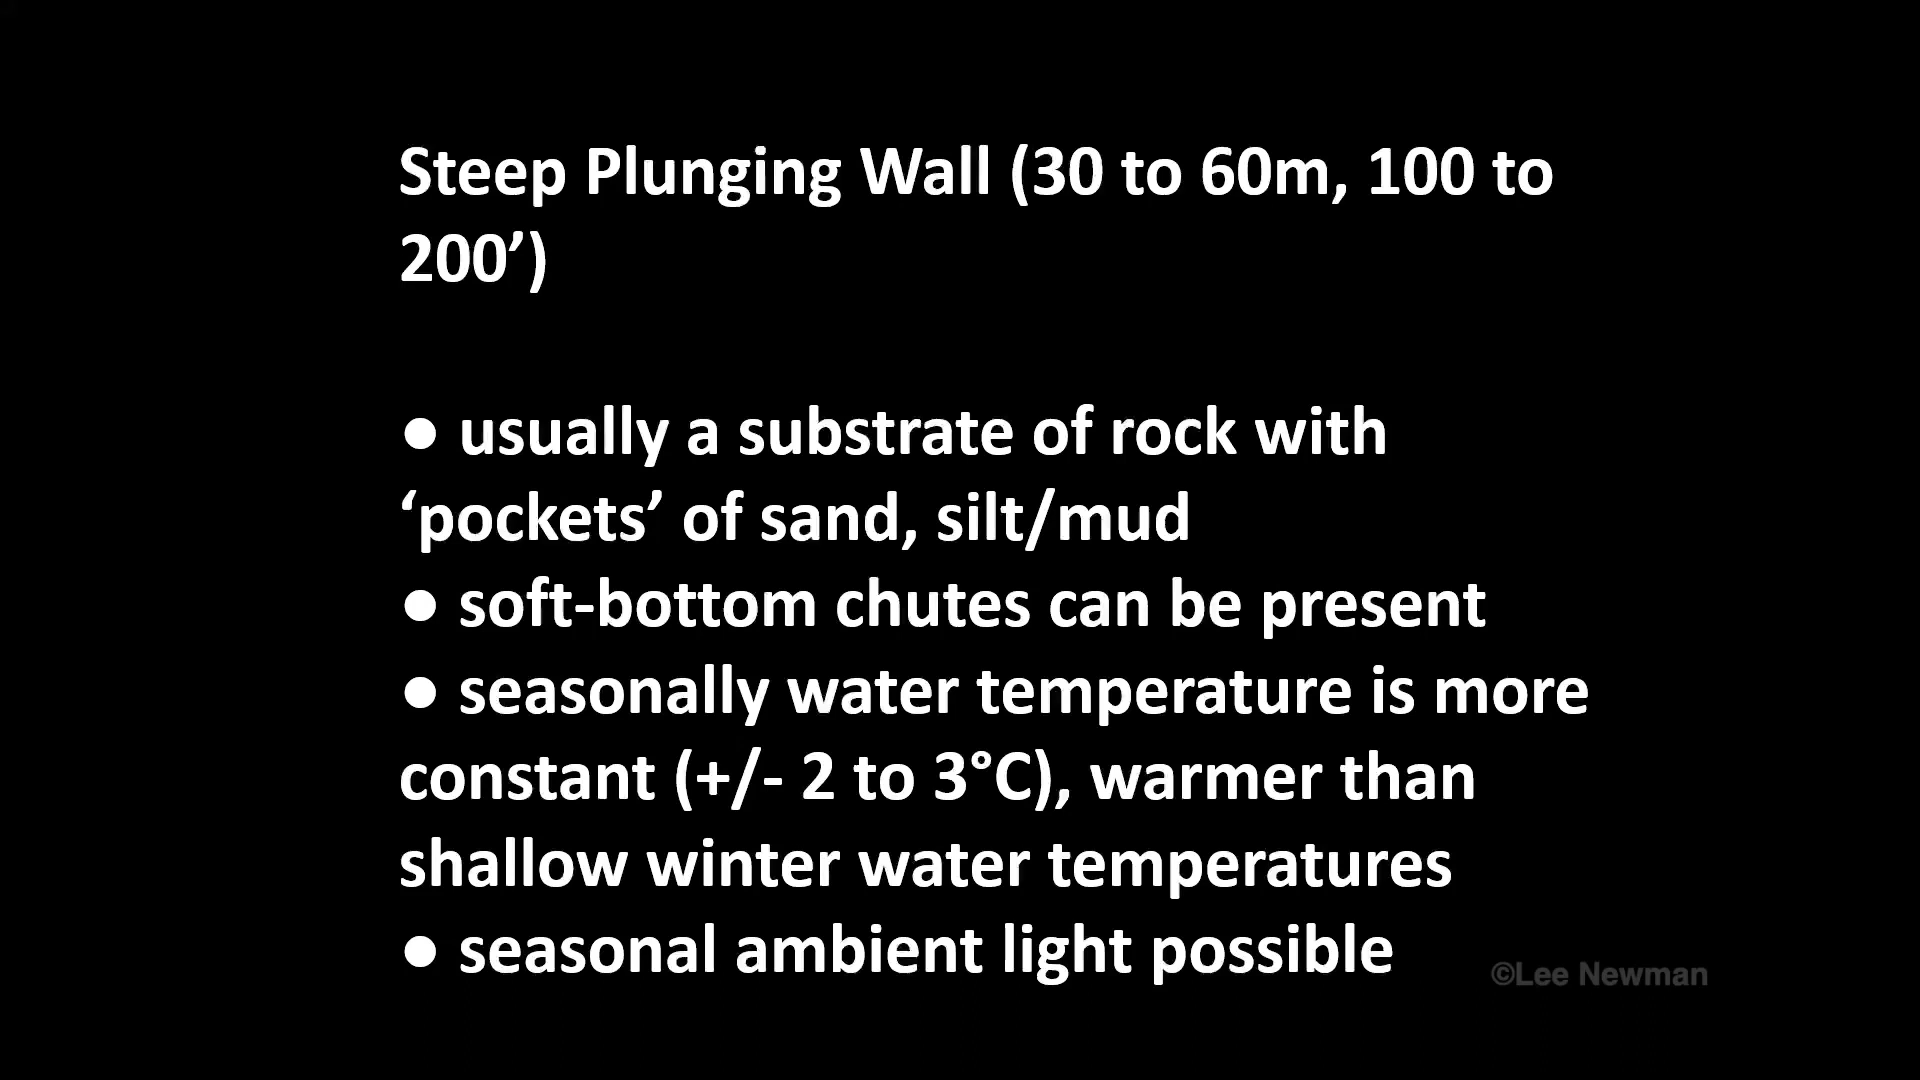 Steep Plunging Wall (30 to 60m, 100 to
200’)
● usually a substrate of rock with
‘pockets’ of sand, silt/mud
● soft-bottom chutes can be present
● seasonally water temperature is more
constant (+/- 2 to 3°C), warmer than
shallow winter water temperatures
● seasonal ambient light possible
©Lee Newman